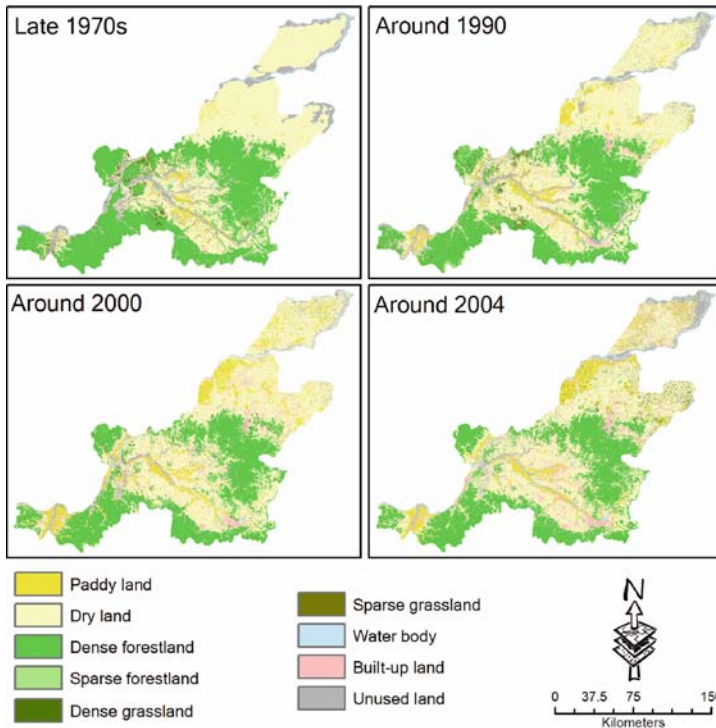 Late 1970s
Around 1990
Around 2000
Around 2004
Paddy land
Dry land
Dense forestland
Sparse forestland
Dense grassland
Sparse grassland
Water body
Built-up land
Unused land
N
0 37.5 75 150
Kilometers